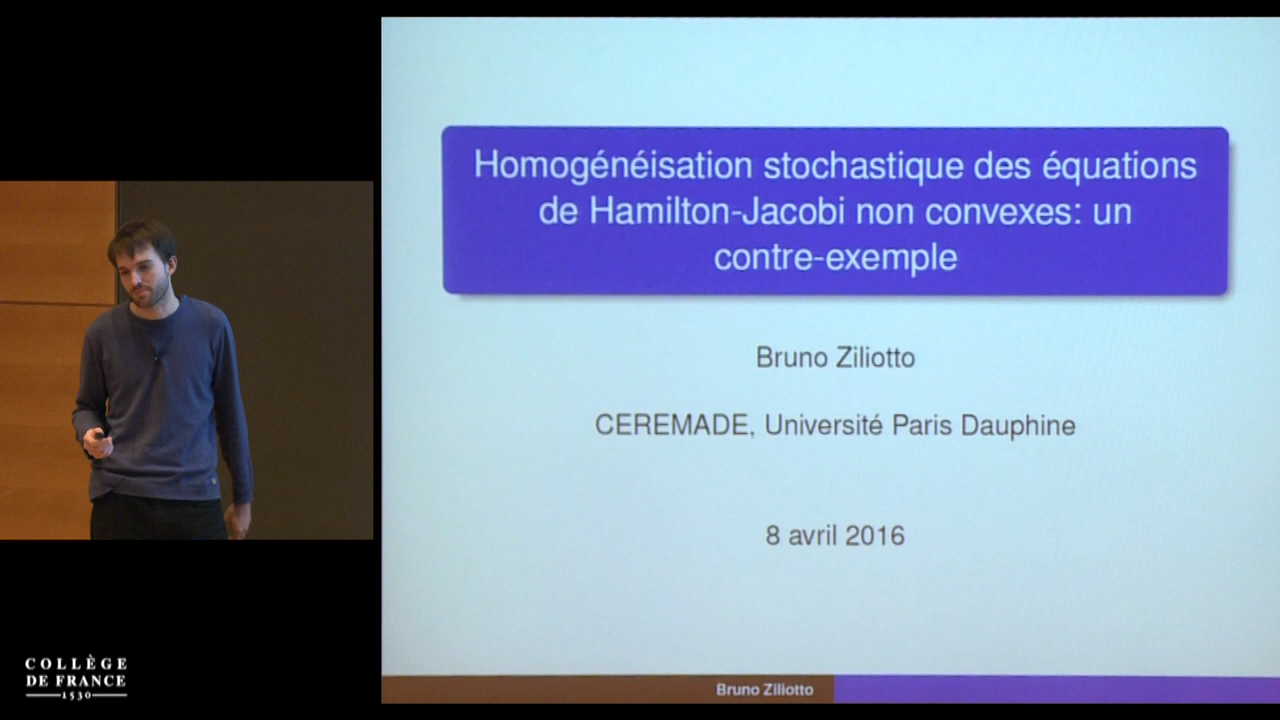 Homogénéisation stochastique des équations
de Hamilton-Jacobi non convexes: un
contre-exemple
Bruno Ziliotto
CEREMADE, Université Paris Dauphine
8 avril 2016
Bruno Ziliotto
COLLÈGE
DE FRANCE
1530